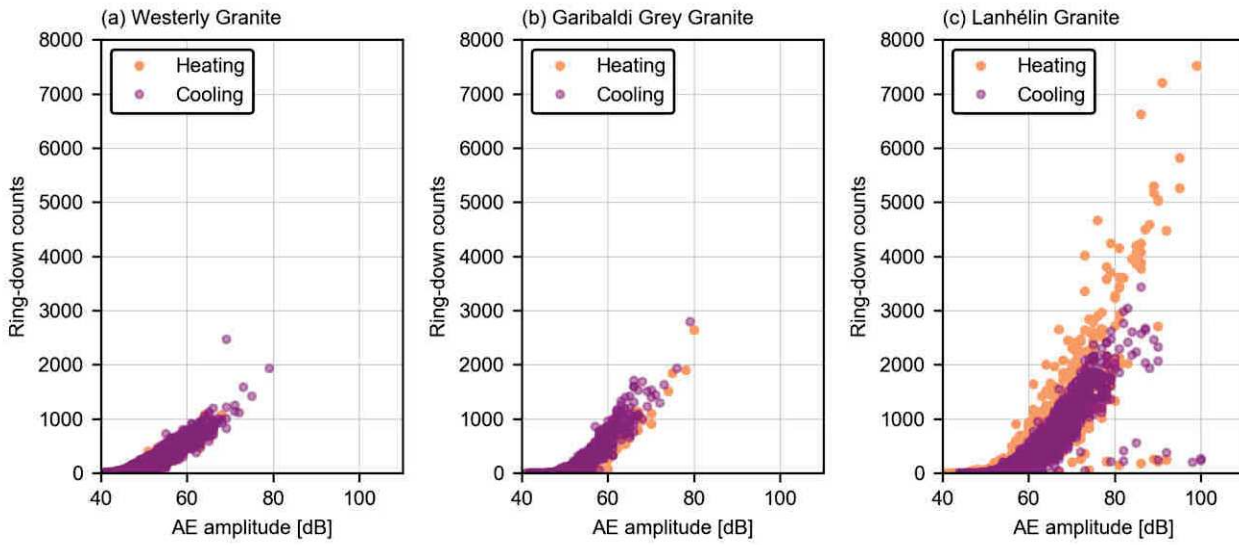 (a) Westerly Granite
Heating
Cooling
8000
7000
6000
5000
4000
3000
2000
1000
0
Ring-down counts
40 60 80 100
AE amplitude [dB]
(b) Garibaldi Grey Granite
Heating
Cooling
8000
7000
6000
5000
4000
3000
2000
1000
0
Ring-down counts
40 60 80 100
AE amplitude [dB]
(c) Lanhélin Granite
Heating
Cooling
8000
7000
6000
5000
4000
3000
2000
1000
0
Ring-down counts
40 60 80 100
AE amplitude [dB]